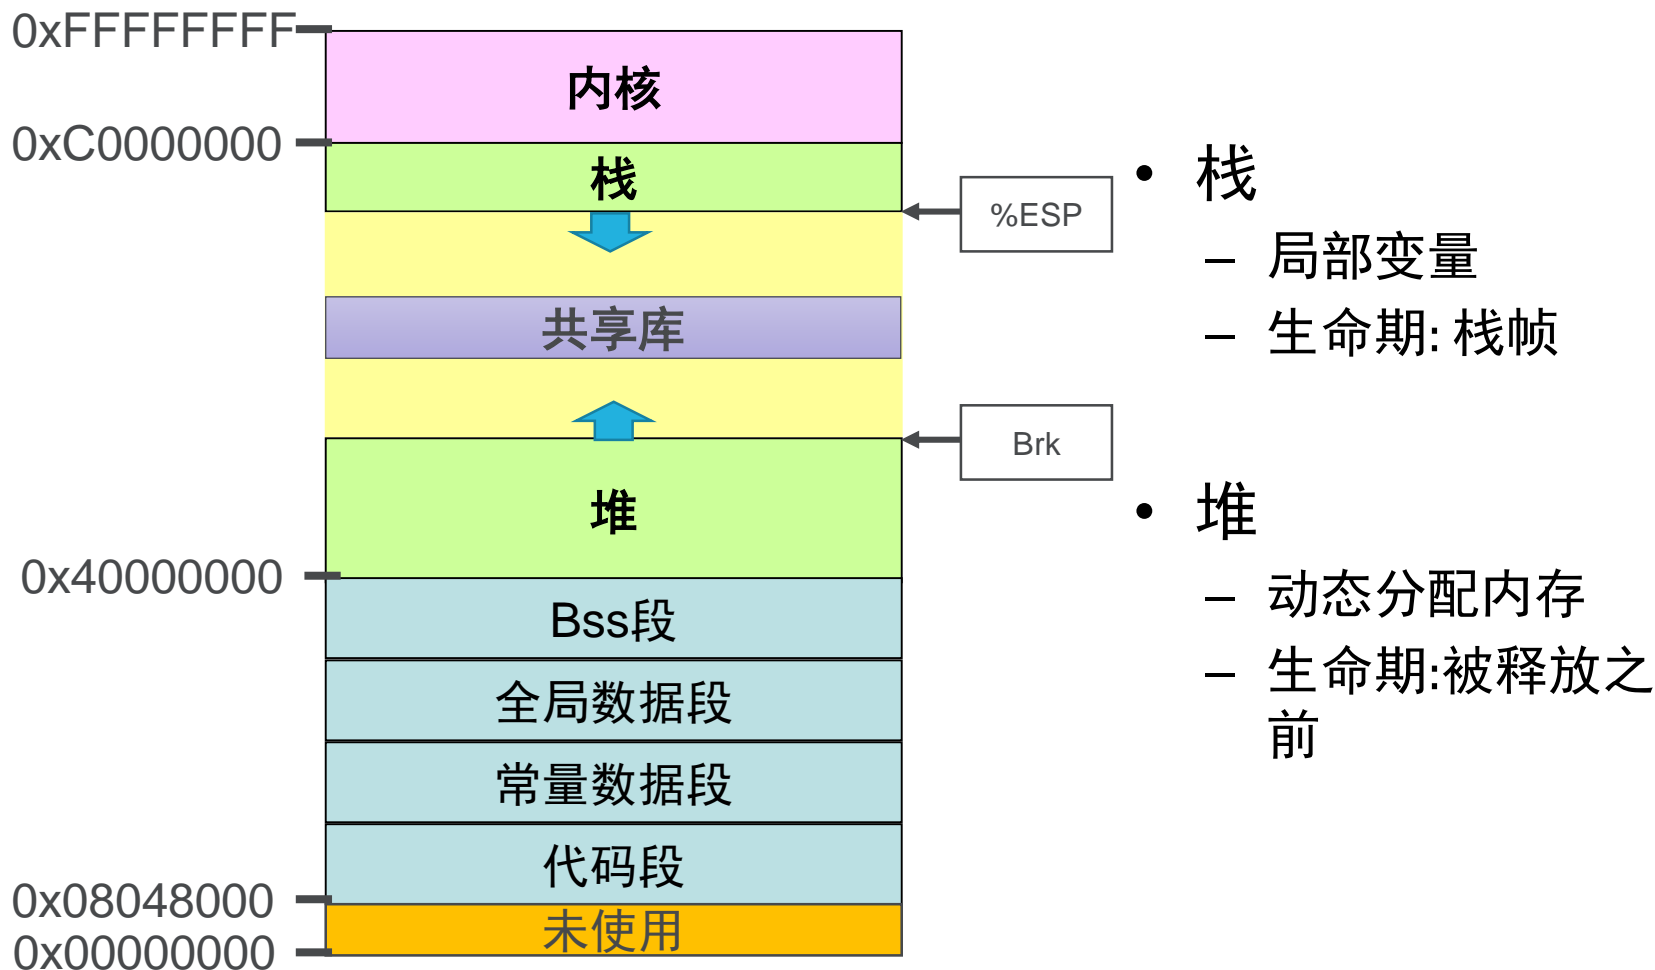 0xFFFFFFFF
内核
0xC0000000
栈
%ESP
共享库
Brk
堆
0x40000000
Bss段
全局数据段
常量数据段
代码段
0x08048000
未使用
0x00000000
• 栈
– 局部变量
– 生命期: 栈帧
• 堆
– 动态分配内存
– 生命期:被释放之
前